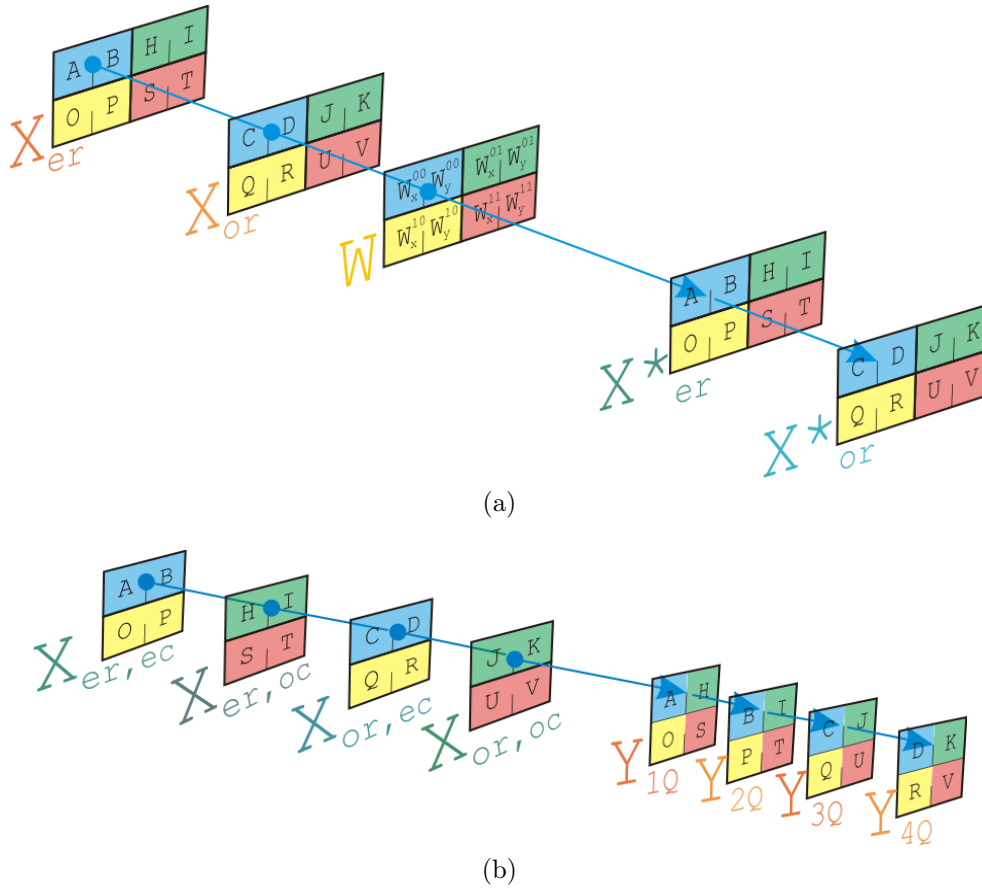 A B H I
O P S T
X_er
C D J K
Q R U V
X_or
W_x^00 W_y^00 W_x^01 W_y^01
W_x^10 W_y^10 W_x^11 W_y^11
W
A B H I
O P S T
X*_er
C D J K
Q R U V
X*_or
(a)
A B
O P
X_er,ec
H I
S T
X_er,oc
C D
Q R
X_or,ec
J K
U V
X_or,oc
A H
O S
Y_1Q
B I
P T
Y_2Q
C J
Q U
Y_3Q
D K
R V
Y_4Q
(b)